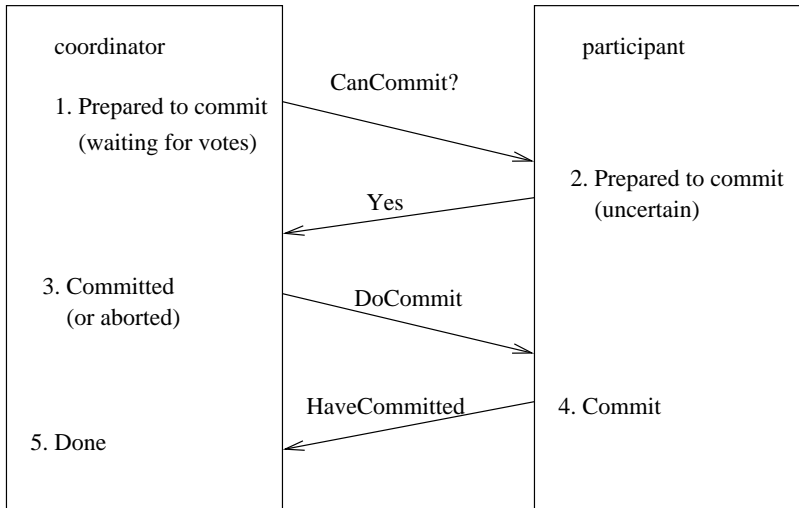 coordinator
participant
CanCommit?
1. Prepared to commit
(waiting for votes)
2. Prepared to commit
(uncertain)
Yes
3. Committed
(or aborted)
DoCommit
HaveCommitted
4. Commit
5. Done